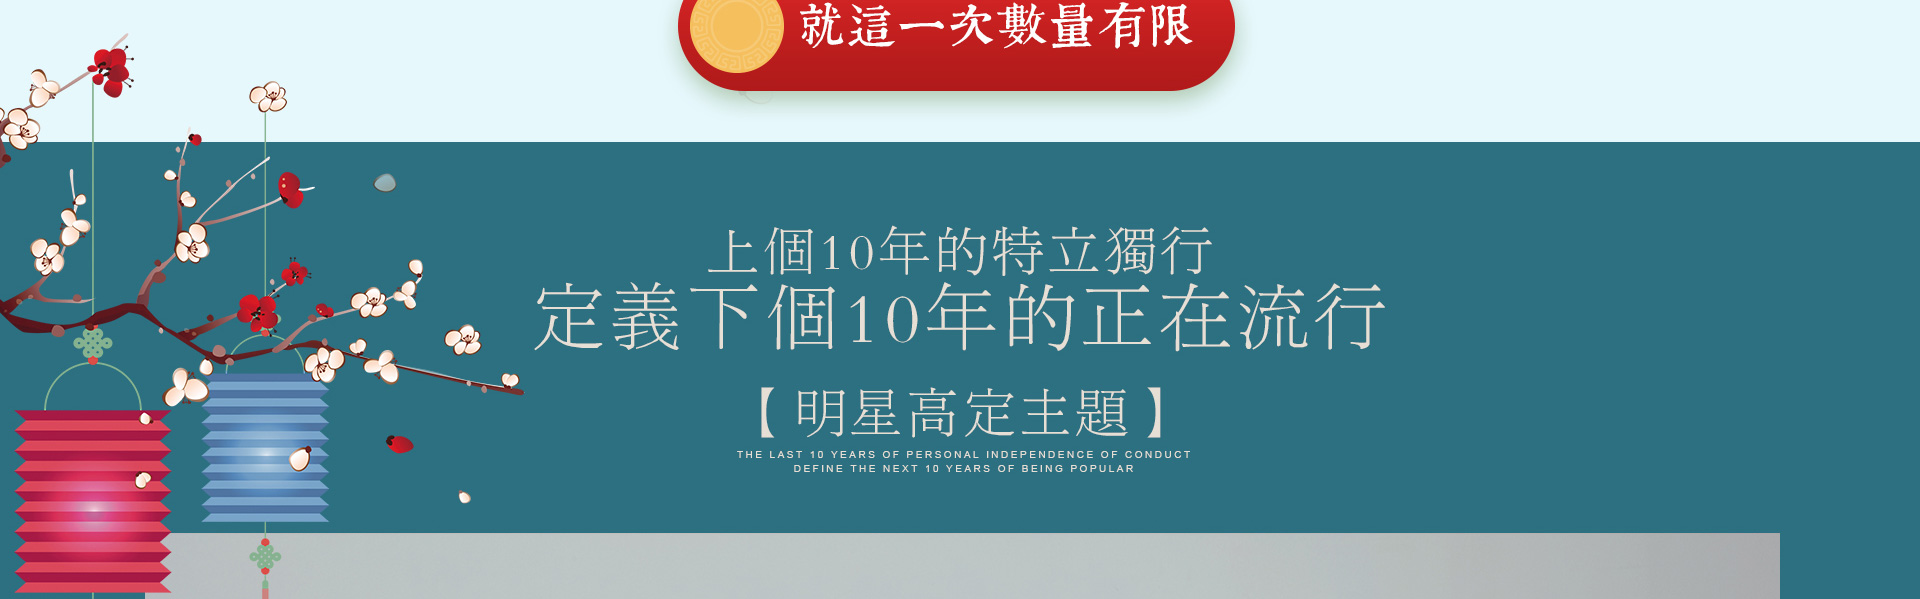 就這一次數量有限
上個10年的特立獨行
定義下個10年的正在流行
【明星高定主題】
THE LAST 10 YEARS OF PERSONAL INDEPENDENCE OF CONDUCT
DEFINE THE NEXT 10 YEARS OF BEING POPULAR